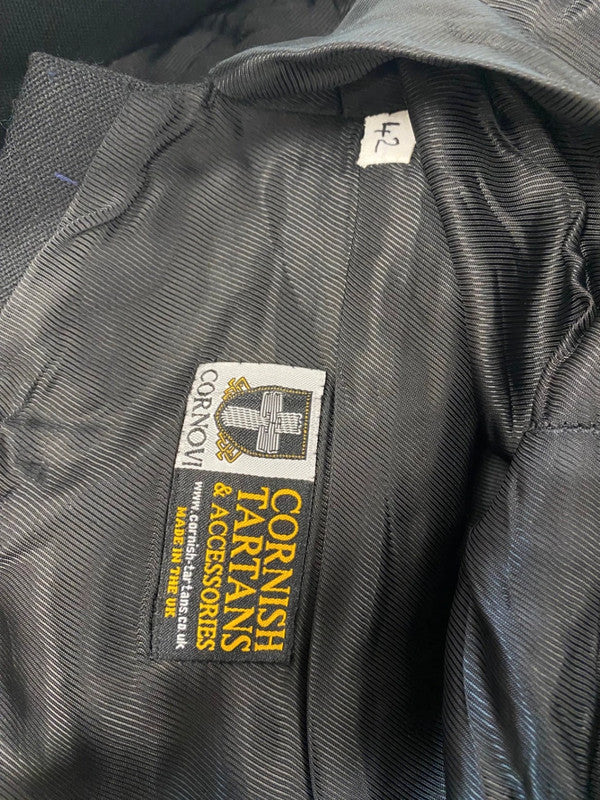 42
CORNOVI
CORNISH
TARTANS
& ACCESSORIES
www.cornish-tartans.co.uk
MADE IN THE UK